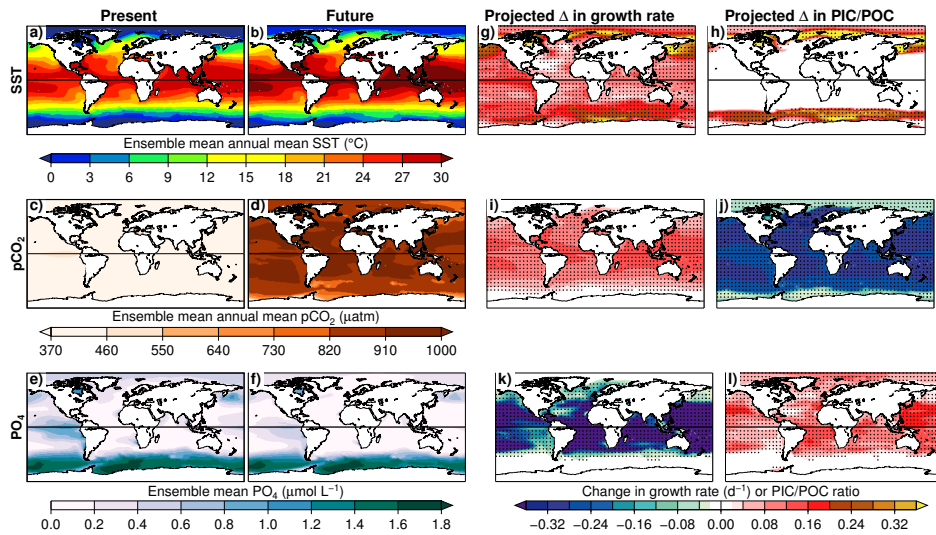 Present Future Projected Δ in growth rate Projected Δ in PIC/POC
a) b) g) h)
SST
Ensemble mean annual mean SST (°C)
0 3 6 9 12 15 18 21 24 27 30
c) d) i) j)
pCO₂
Ensemble mean annual mean pCO₂ (μatm)
370 460 550 640 730 820 910 1000
e) f) k) l)
PO₄
Ensemble mean PO₄ (μmol L⁻¹)
0.0 0.2 0.4 0.6 0.8 1.0 1.2 1.4 1.6 1.8
Change in growth rate (d⁻¹) or PIC/POC ratio
−0.32 −0.24 −0.16 −0.08 0.00 0.08 0.16 0.24 0.32